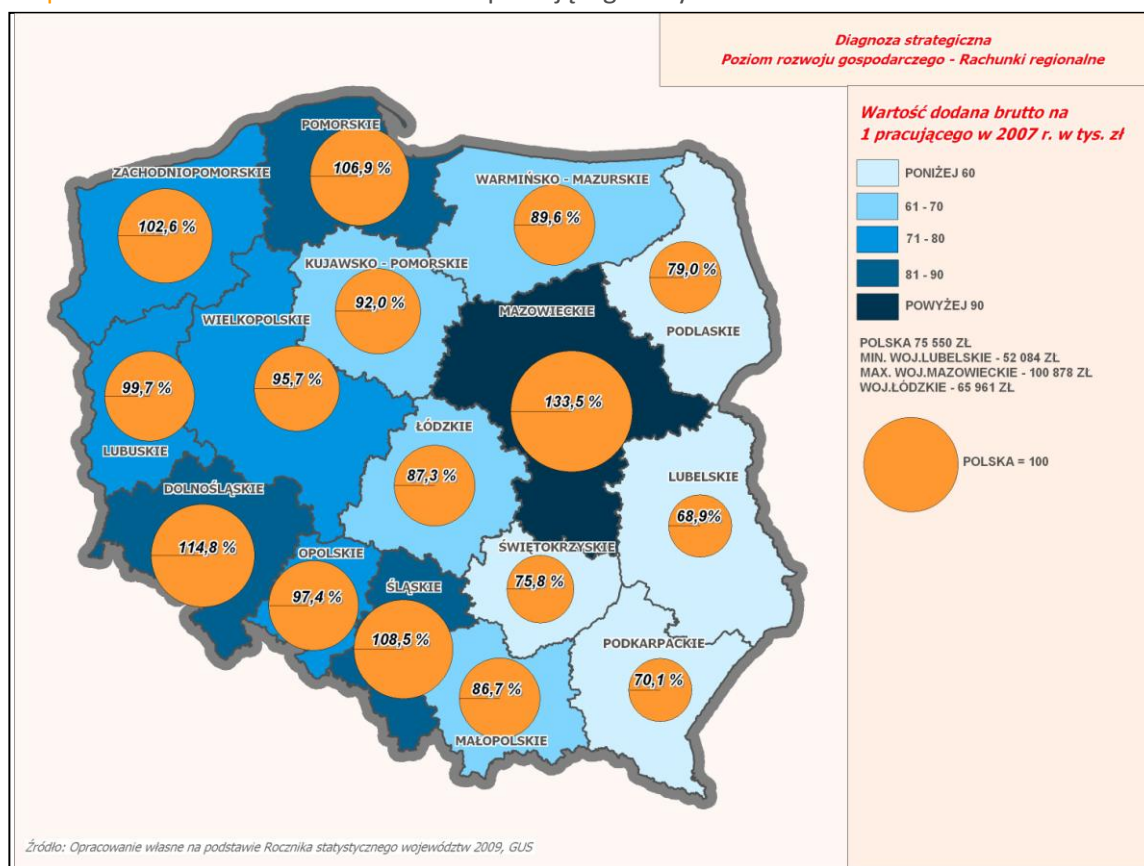 Diagnoza strategiczna
Poziom rozwoju gospodarczego - Rachunki regionalne
Wartość dodana brutto na
1 pracującego w 2007 r. w tys. zł
PONIŻEJ 60
61 - 70
71 - 80
81 - 90
POWYŻEJ 90
POLSKA 75 550 ZŁ
MIN. WOJ.LUBELSKIE - 52 084 ZŁ
MAX. WOJ.MAZOWIECKIE - 100 878 ZŁ
WOJ.ŁÓDZKIE - 65 961 ZŁ
POLSKA = 100
POMORSKIE
106,9 %
ZACHODNIOPOMORSKIE
102,6 %
WARMIŃSKO - MAZURSKIE
89,6 %
79,0 %
PODLASKIE
KUJAWSKO - POMORSKIE
92,0 %
MAZOWIECKIE
133,5 %
WIELKOPOLSKIE
95,7 %
99,7 %
LUBUSKIE
ŁÓDZKIE
87,3 %
LUBELSKIE
68,9%
DOLNOŚLĄSKIE
114,8 %
OPOLSKIE
97,4 %
ŚLĄSKIE
108,5 %
ŚWIĘTOKRZYSKIE
75,8 %
PODKARPACKIE
70,1 %
86,7 %
MAŁOPOLSKIE
Źródło: Opracowanie własne na podstawie Rocznika statystycznego województw 2009, GUS